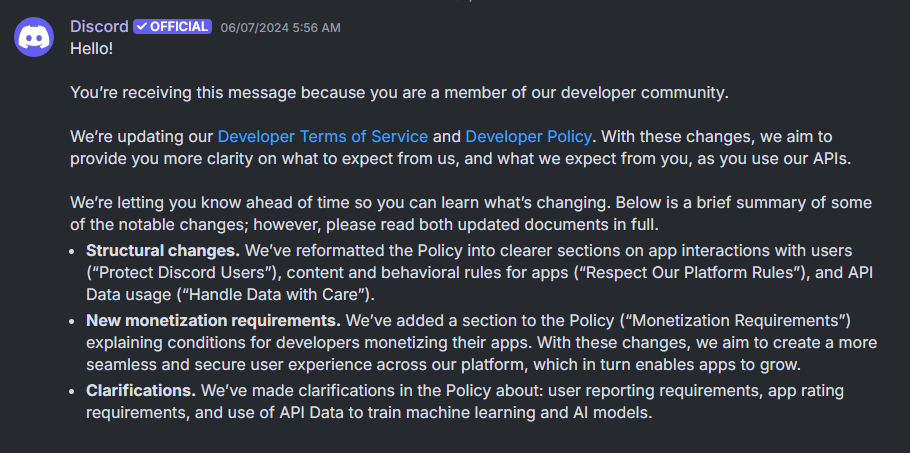 Discord ✓ OFFICIAL 06/07/2024 5:56 AM
Hello!
You’re receiving this message because you are a member of our developer community.
We’re updating our Developer Terms of Service and Developer Policy. With these changes, we aim to
provide you more clarity on what to expect from us, and what we expect from you, as you use our APIs.
We’re letting you know ahead of time so you can learn what’s changing. Below is a brief summary of some
of the notable changes; however, please read both updated documents in full.
• Structural changes. We’ve reformatted the Policy into clearer sections on app interactions with users
(“Protect Discord Users”), content and behavioral rules for apps (“Respect Our Platform Rules”), and API
Data usage (“Handle Data with Care”).
• New monetization requirements. We’ve added a section to the Policy (“Monetization Requirements”)
explaining conditions for developers monetizing their apps. With these changes, we aim to create a more
seamless and secure user experience across our platform, which in turn enables apps to grow.
• Clarifications. We’ve made clarifications in the Policy about: user reporting requirements, app rating
requirements, and use of API Data to train machine learning and AI models.